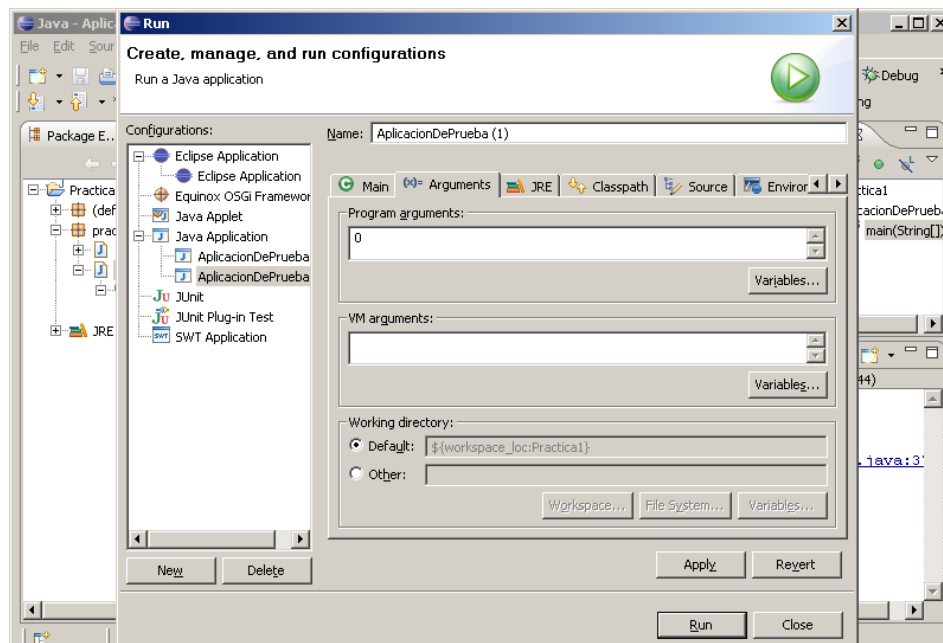 Java - Aplic
Run
File Edit Sour
Create, manage, and run configurations
Run a Java application
Debug
ng
Package E...
Configurations:
Name: AplicacionDePrueba (1)
Eclipse Application
Eclipse Application
Equinox OSGi Framewor
Java Applet
Java Application
AplicacionDePrueba
AplicacionDePrueba
JUnit
JUnit Plug-in Test
SWT Application
Main (x)= Arguments JRE Classpath Source Enviror
Practica
(def
prac
JRE
Program arguments:
0
Variables...
VM arguments:
Variables...
Working directory:
Default: ${workspace_loc:Practica1}
Other:
Workspace... File System... Variables...
ctica1
cacionDePrueb
main(String[])
44)
.java:3
New Delete
Apply Revert
Run Close